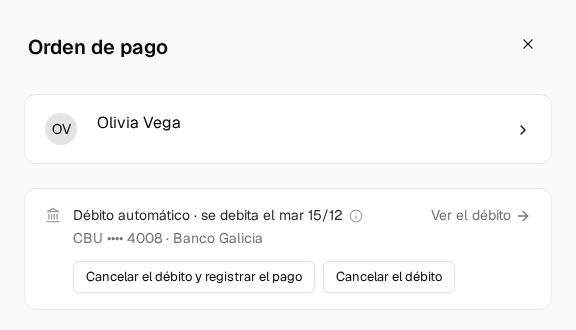 Orden de pago
OV
Olivia Vega
Débito automático · se debita el mar 15/12
Ver el débito →
CBU •••• 4008 · Banco Galicia
Cancelar el débito y registrar el pago
Cancelar el débito